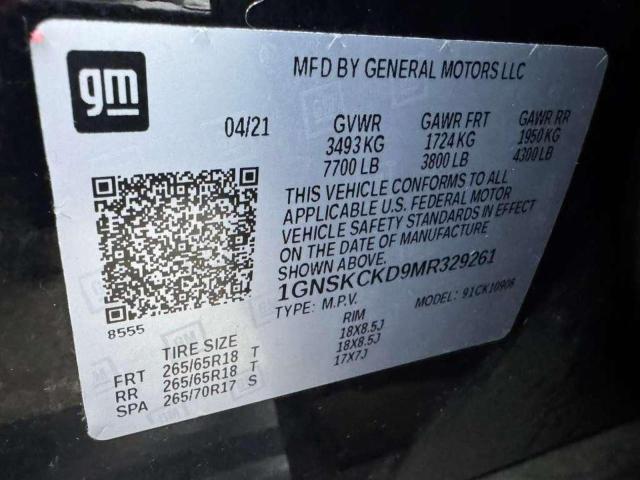 gm
MFD BY GENERAL MOTORS LLC
04/21 GVWR GAWR FRT GAWR RR
3493 KG 1724 KG 1950 KG
7700 LB 3800 LB 4300 LB
THIS VEHICLE CONFORMS TO ALL
APPLICABLE U.S. FEDERAL MOTOR
VEHICLE SAFETY STANDARDS IN EFFECT
ON THE DATE OF MANUFACTURE
SHOWN ABOVE.
1GNSKCKD9MR329261
TYPE: M.P.V. MODEL: 91CK10906
8555
TIRE SIZE RIM
FRT 265/65R18 T 18X8.5J
RR 265/65R18 T 18X8.5J
SPA 265/70R17 S 17X7J